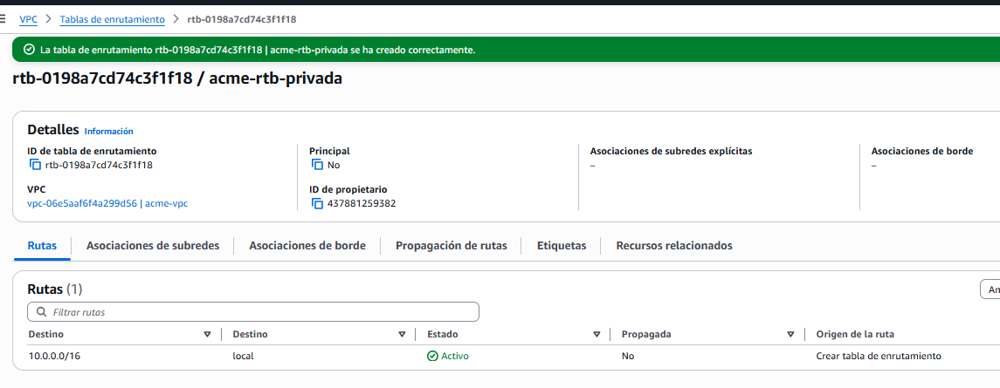 VPC > Tablas de enrutamiento > rtb-0198a7cd74c3f1f18
La tabla de enrutamiento rtb-0198a7cd74c3f1f18 | acme-rtb-privada se ha creado correctamente.
rtb-0198a7cd74c3f1f18 / acme-rtb-privada
Detalles Información
ID de tabla de enrutamiento Principal Asociaciones de subredes explícitas Asociaciones de borde
rtb-0198a7cd74c3f1f18 No – –
VPC ID de propietario
vpc-06e5aaf6f4a299d56 | acme-vpc 437881259382
Rutas Asociaciones de subredes Asociaciones de borde Propagación de rutas Etiquetas Recursos relacionados
Rutas (1) An
Filtrar rutas
Destino Destino Estado Propagada Origen de la ruta
10.0.0.0/16 local Activo No Crear tabla de enrutamiento